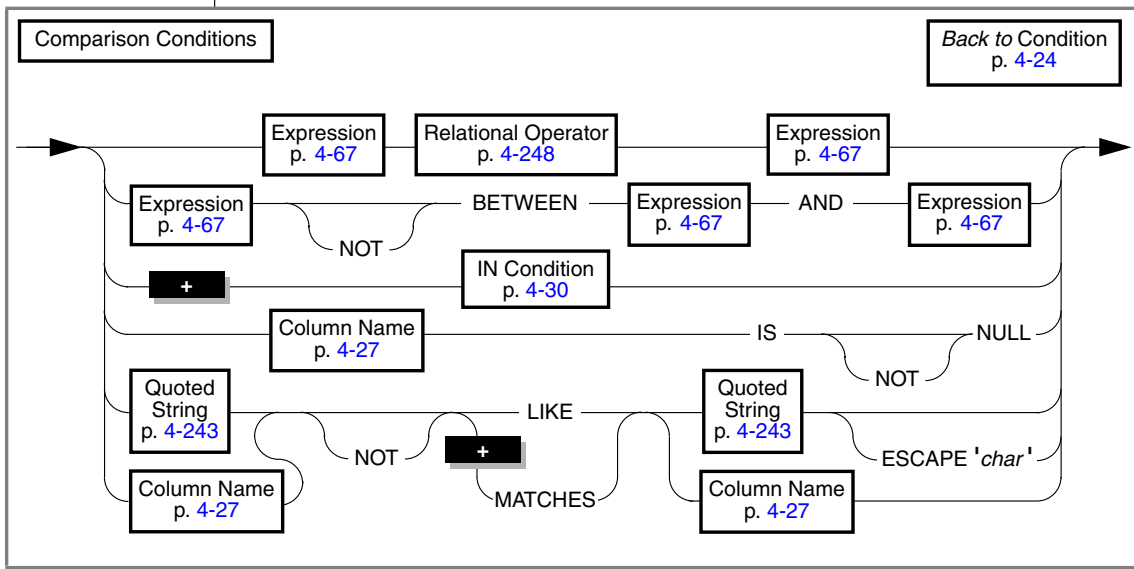 Comparison Conditions
Back to Condition
p. 4-24
Expression
p. 4-67
Relational Operator
p. 4-248
Expression
p. 4-67
Expression
p. 4-67
NOT
BETWEEN
Expression
p. 4-67
AND
Expression
p. 4-67
+
IN Condition
p. 4-30
Column Name
p. 4-27
IS
NOT
NULL
Quoted
String
p. 4-243
Column Name
p. 4-27
NOT
LIKE
+
MATCHES
Quoted
String
p. 4-243
ESCAPE 'char'
Column Name
p. 4-27